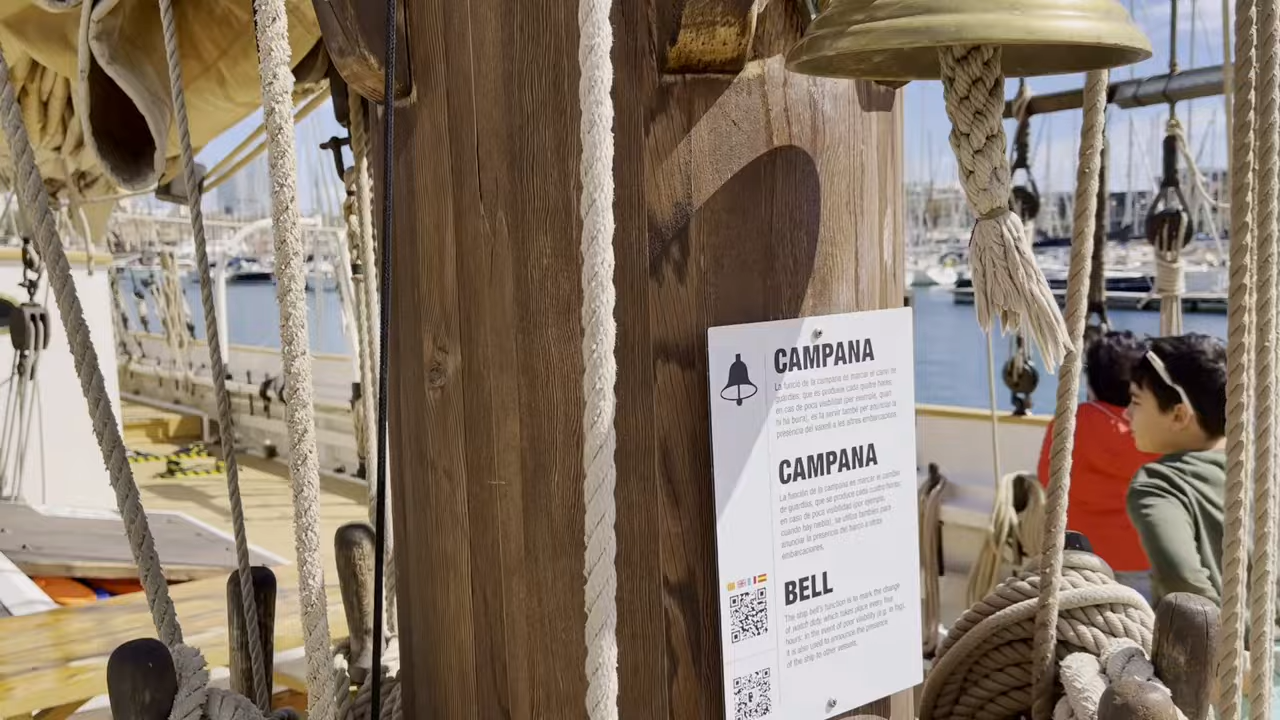 CAMPANA
La funció de la campana és marcar el canvi de
guàrdies, que es produeix cada quatre hores.
en cas de poca visibilitat (per exemple, quan
hi ha boira), es fa servir també per anunciar la
presència del vaixell a les altres embarcacions.
CAMPANA
La función de la campana es marcar el cambio
de guardias, que se produce cada cuatro horas.
en caso de poca visibilidad (por ejemplo,
cuando hay niebla), se utiliza también para
anunciar la presencia del barco a otras
embarcaciones.
BELL
The ship bell's function is to mark the change
of watch duty, which takes place every four
hours. In the event of poor visibility (e.g. in fog),
it is also used to announce the presence
of the ship to other vessels.